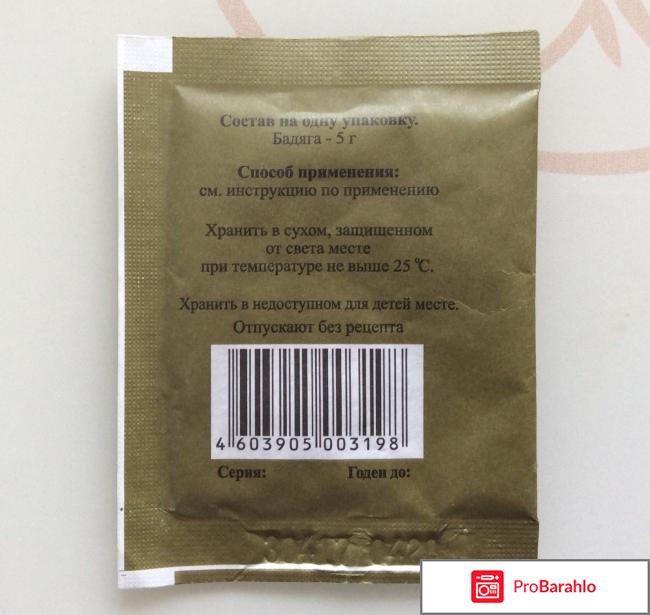 Состав на одну упаковку.
Бадяга - 5 г
Способ применения:
см. инструкцию по применению
Хранить в сухом, защищенном
от света месте
при температуре не выше 25 °С.
Хранить в недоступном для детей месте.
Отпускают без рецепта
4 603905 003198
Серия: Годен до:
ProBarahlo